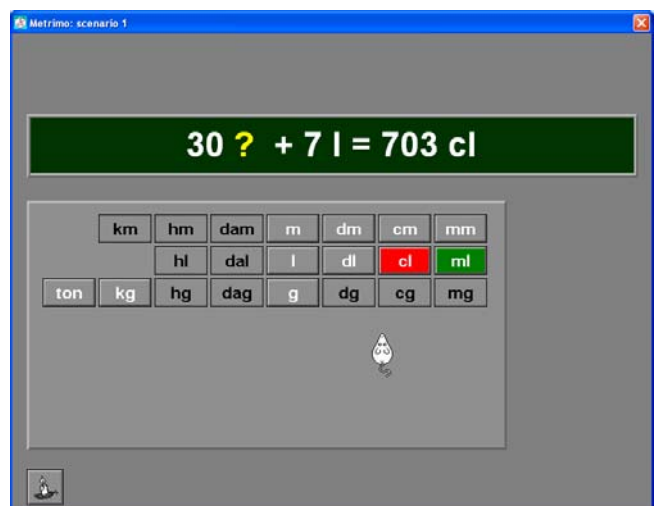 Metrimo: scenario 1
30 ? + 7 l = 703 cl
km hm dam m dm cm mm
hl dal l dl cl ml
ton kg hg dag g dg cg mg